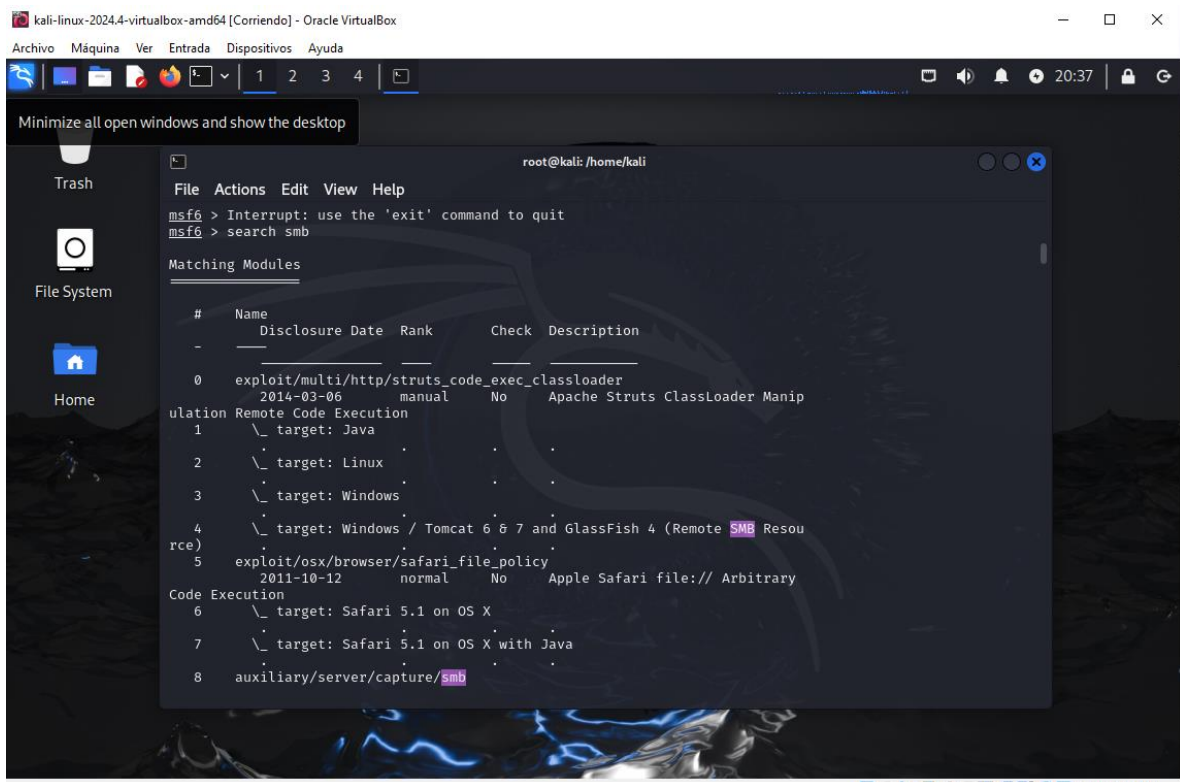 kali-linux-2024.4-virtualbox-amd64 [Corriendo] - Oracle VirtualBox
Archivo Máquina Ver Entrada Dispositivos Ayuda
1 2 3 4 20:37
Minimize all open windows and show the desktop
Trash
File System
Home
root@kali: /home/kali
File Actions Edit View Help
msf6 > Interrupt: use the 'exit' command to quit
msf6 > search smb
Matching Modules
================
# Name
Disclosure Date Rank Check Description
- ----
--------------- ---- ----- -----------
0 exploit/multi/http/struts_code_exec_classloader
2014-03-06 manual No Apache Struts ClassLoader Manip
ulation Remote Code Execution
1 \_ target: Java
. . . .
2 \_ target: Linux
. . . .
3 \_ target: Windows
. . . .
4 \_ target: Windows / Tomcat 6 & 7 and GlassFish 4 (Remote SMB Resou
rce) . . . .
5 exploit/osx/browser/safari_file_policy
2011-10-12 normal No Apple Safari file:// Arbitrary
Code Execution
6 \_ target: Safari 5.1 on OS X
. . . .
7 \_ target: Safari 5.1 on OS X with Java
. . . .
8 auxiliary/server/capture/smb